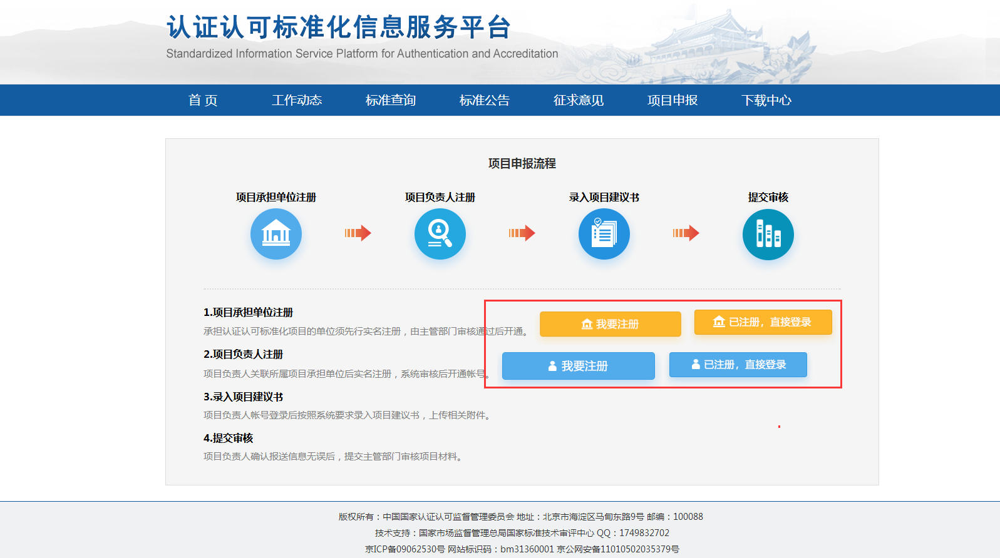 认证认可标准化信息服务平台
Standardized Information Service Platform for Authentication and Accreditation
首 页 工作动态 标准查询 标准公告 征求意见 项目申报 下载中心
项目申报流程
项目承担单位注册 项目负责人注册 录入项目建议书 提交审核
1.项目承担单位注册
承担认证认可标准化项目的单位须先行实名注册，由主管部门审核通过后开通。
我要注册 已注册，直接登录
2.项目负责人注册
项目负责人关联所属项目承担单位后实名注册，系统审核后开通帐号。
我要注册 已注册，直接登录
3.录入项目建议书
项目负责人帐号登录后按照系统要求录入项目建议书，上传相关附件。
4.提交审核
项目负责人确认报送信息无误后，提交主管部门审核项目材料。
版权所有：中国国家认证认可监督管理委员会 地址：北京市海淀区马甸东路9号 邮编：100088
技术支持：国家市场监督管理总局国家标准技术审评中心 QQ：1749832702
京ICP备09062530号 网站标识码：bm31360001 京公网安备11010502035379号